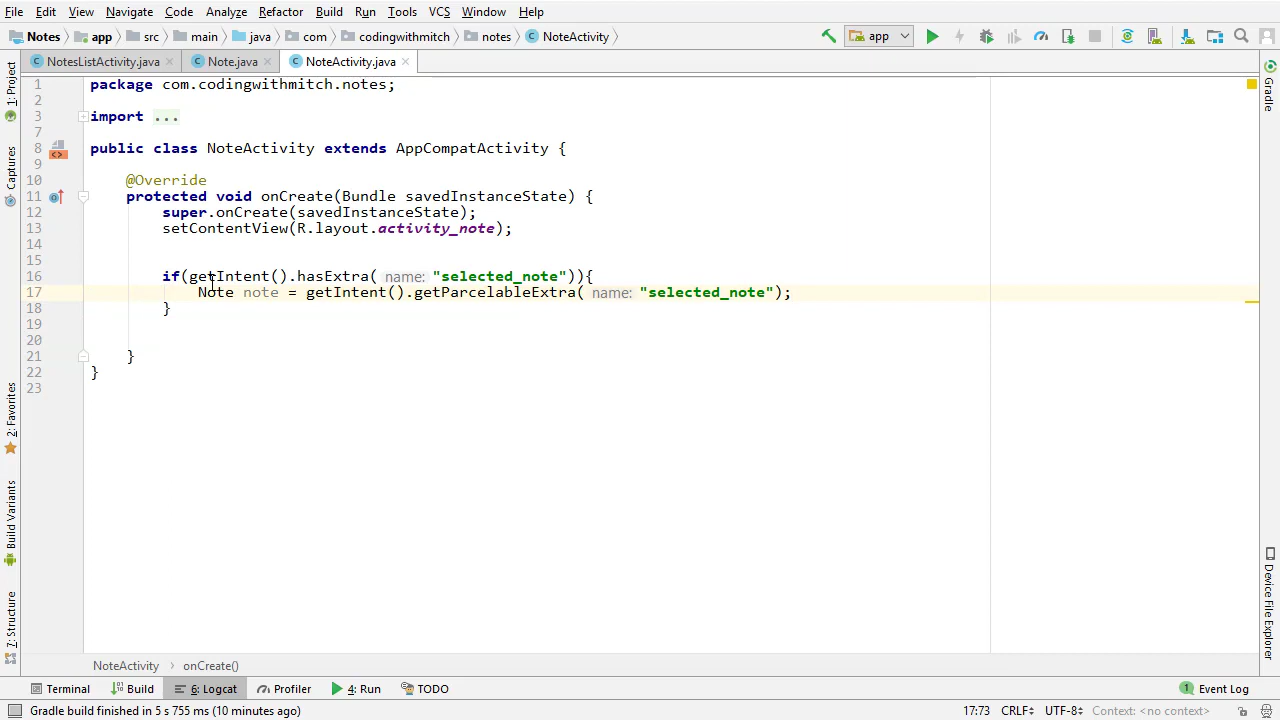 File Edit View Navigate Code Analyze Refactor Build Run Tools VCS Window Help
Notes app src main java com codingwithmitch notes NoteActivity app
NotesListActivity.java Note.java NoteActivity.java
1 package com.codingwithmitch.notes;
2
3 import ...
7
8 public class NoteActivity extends AppCompatActivity {
9
10 @Override
11 protected void onCreate(Bundle savedInstanceState) {
12 super.onCreate(savedInstanceState);
13 setContentView(R.layout.activity_note);
14
15
16 if(getIntent().hasExtra( name: "selected_note")){
17 Note note = getIntent().getParcelableExtra( name: "selected_note");
18 }
19
20
21 }
22 }
23
1: Project
Captures
2: Favorites
Build Variants
7: Structure
Gradle
Device File Explorer
NoteActivity onCreate()
Terminal Build 6: Logcat Profiler 4: Run TODO 1 Event Log
Gradle build finished in 5 s 755 ms (10 minutes ago) 17:73 CRLF UTF-8 Context: <no context>